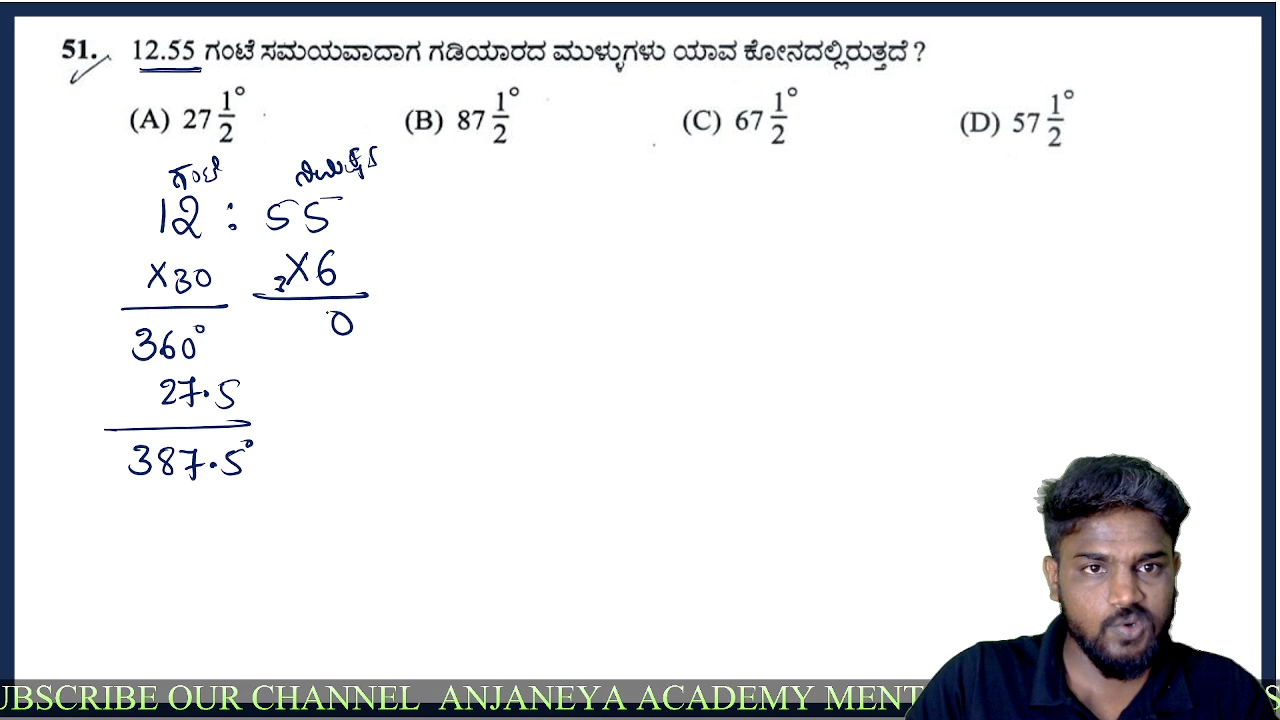 51. 12.55 ಗಂಟೆ ಸಮಯವಾದಾಗ ಗಡಿಯಾರದ ಮುಳ್ಳುಗಳು ಯಾವ ಕೋನದಲ್ಲಿರುತ್ತದೆ ?
(A) 27 1/2° (B) 87 1/2° (C) 67 1/2° (D) 57 1/2°
ಗಂಟೆ
12 : 55
×30 3×6
360° 0
27.5
387.5°
UBSCRIBE OUR CHANNEL ANJANEYA ACADEMY MENT